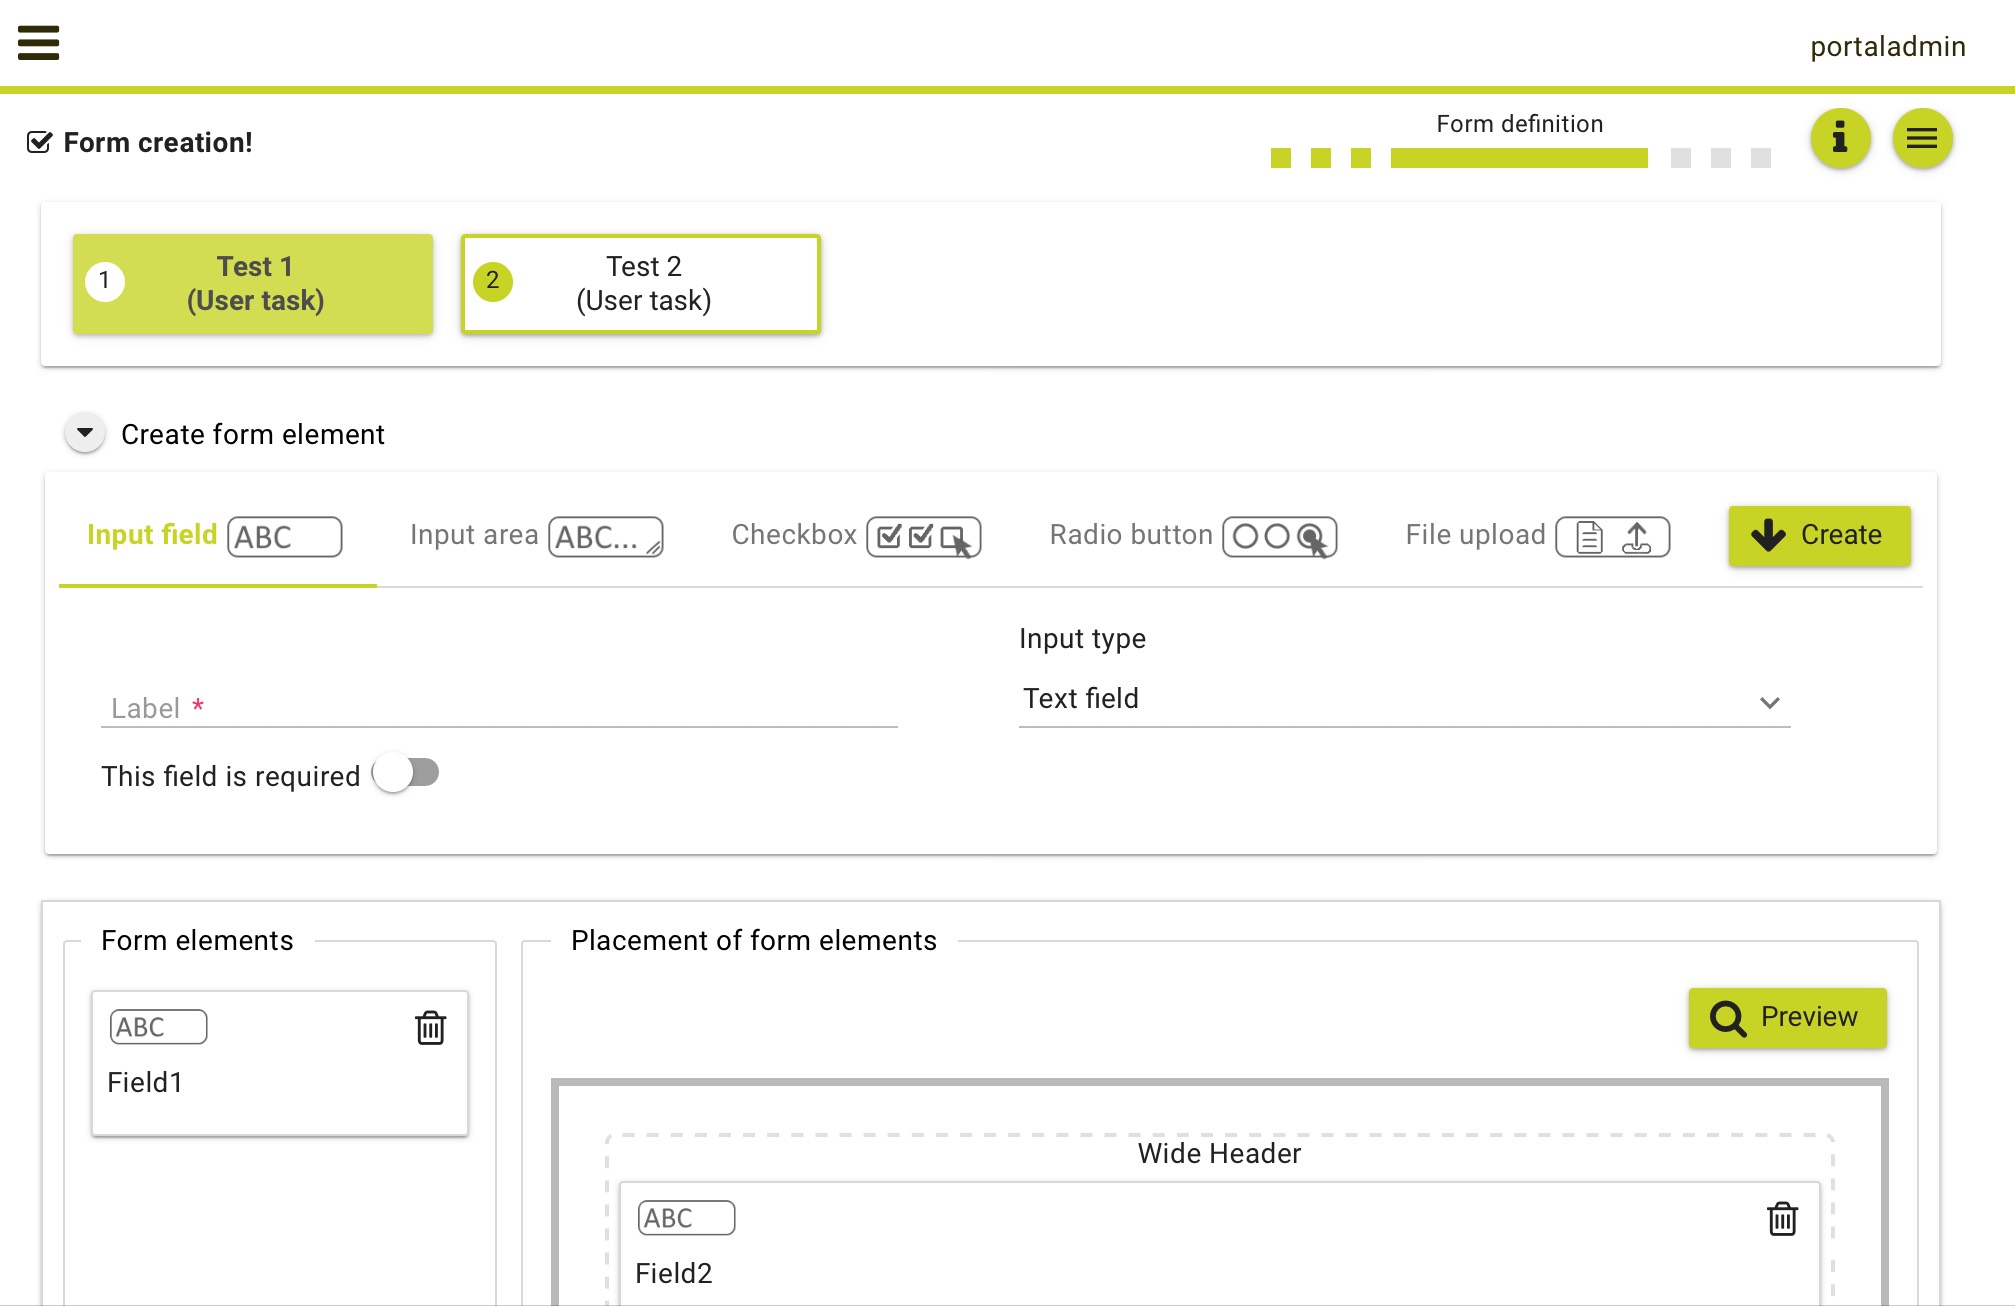 portaladmin
Form creation!
Form definition
1
Test 1
(User task)
2
Test 2
(User task)
Create form element
Input field ABC
Input area ABC...
Checkbox
Radio button
File upload
Create
Input type
Label *
Text field
This field is required
Form elements
Placement of form elements
ABC
Field1
Preview
Wide Header
ABC
Field2